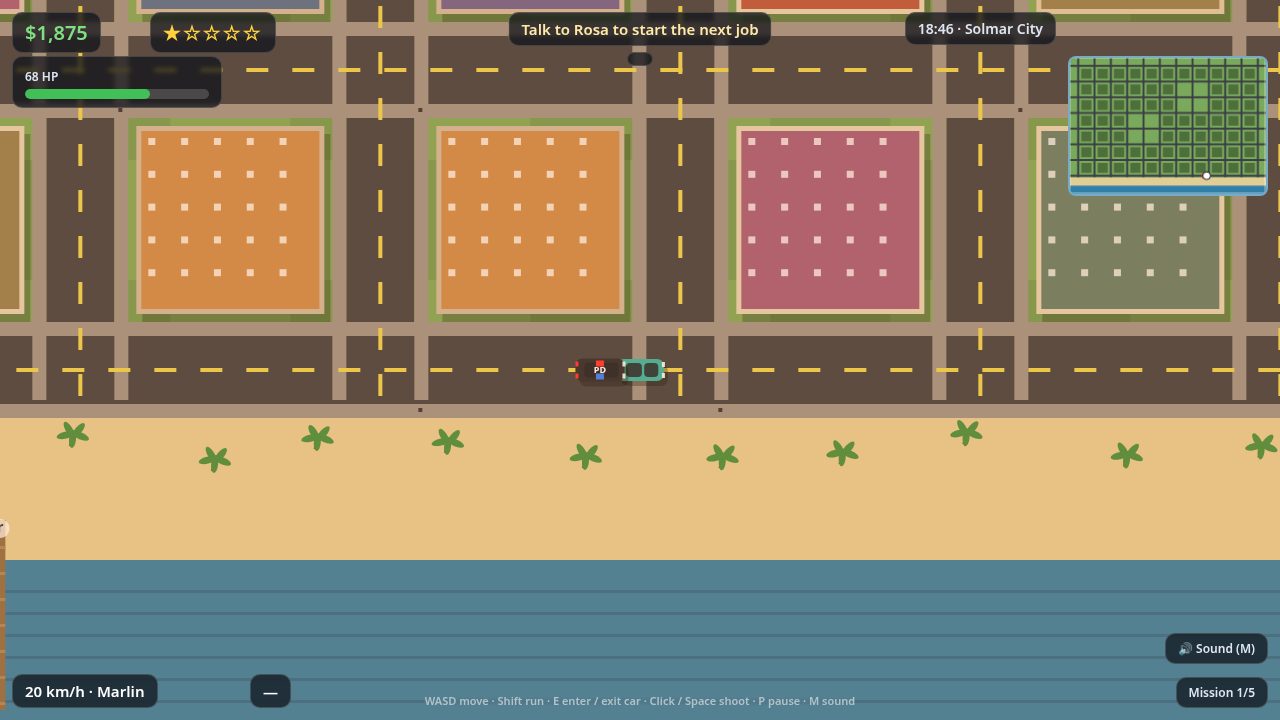 $1,875
★☆☆☆☆
Talk to Rosa to start the next job
18:46 · Solmar City
68 HP
PD
🔊 Sound (M)
20 km/h · Marlin
—
WASD move · Shift run · E enter / exit car · Click / Space shoot · P pause · M sound
Mission 1/5